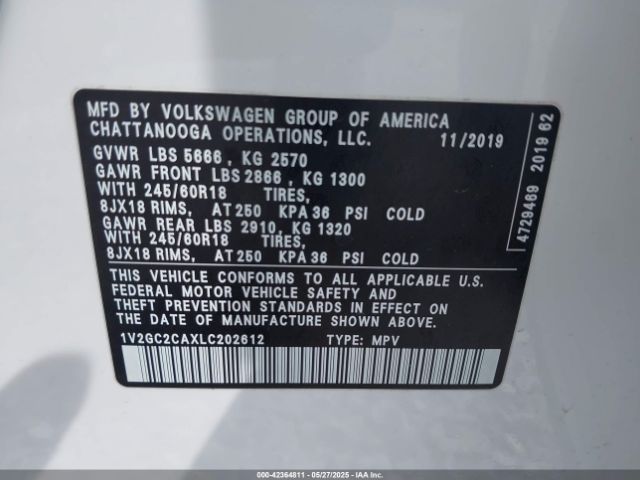 MFD BY VOLKSWAGEN GROUP OF AMERICA
CHATTANOOGA OPERATIONS, LLC. 11/2019
GVWR LBS 5666 , KG 2570
GAWR FRONT LBS 2866 , KG 1300
WITH 245/60R18 TIRES,
8JX18 RIMS, AT 250 KPA 36 PSI COLD
GAWR REAR LBS 2910, KG 1320
WITH 245/60R18 TIRES,
8JX18 RIMS, AT 250 KPA 36 PSI COLD
THIS VEHICLE CONFORMS TO ALL APPLICABLE U.S.
FEDERAL MOTOR VEHICLE SAFETY AND
THEFT PREVENTION STANDARDS IN EFFECT ON
THE DATE OF MANUFACTURE SHOWN ABOVE.
1V2GC2CAXLC202612 TYPE: MPV
4729469 2019 62
000-42364811 - 05/27/2025 - IAAI.COM